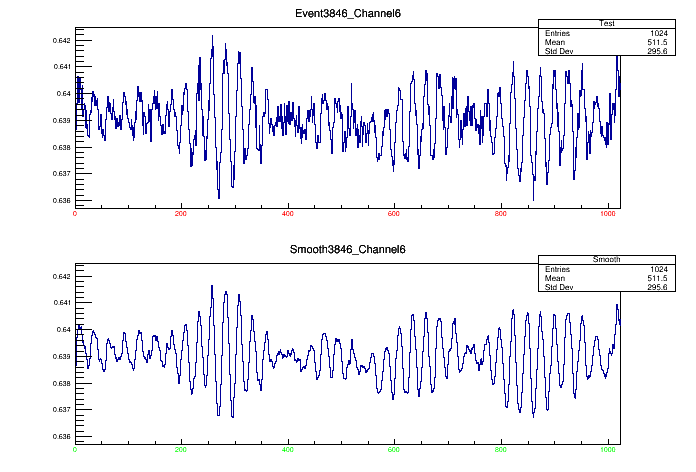 Event3846_Channel6
Test
Entries 1024
Mean 511.5
Std Dev 295.6
0.642
0.641
0.64
0.639
0.638
0.637
0.636
0 200 400 600 800 1000
Smooth3846_Channel6
Smooth
Entries 1024
Mean 511.5
Std Dev 295.6
0.642
0.641
0.64
0.639
0.638
0.637
0.636
0 200 400 600 800 1000